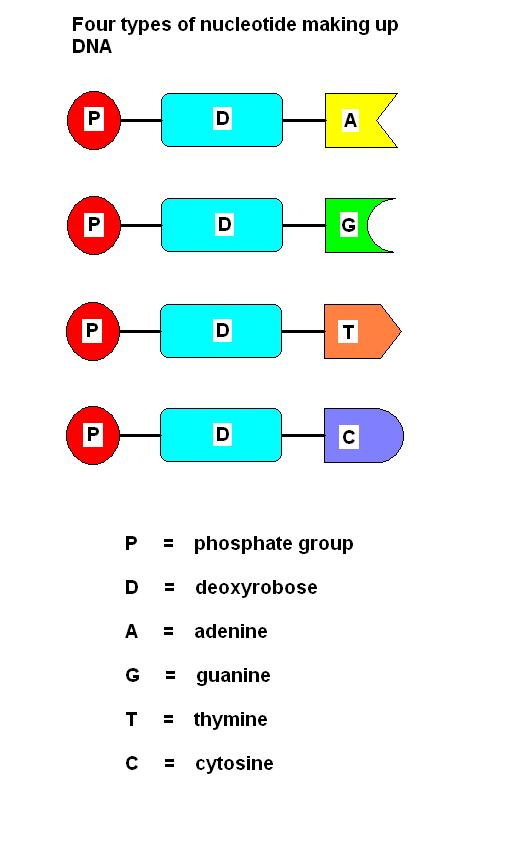 Four types of nucleotide making up
DNA
P D A
P D G
P D T
P D C
P = phosphate group
D = deoxyrobose
A = adenine
G = guanine
T = thymine
C = cytosine